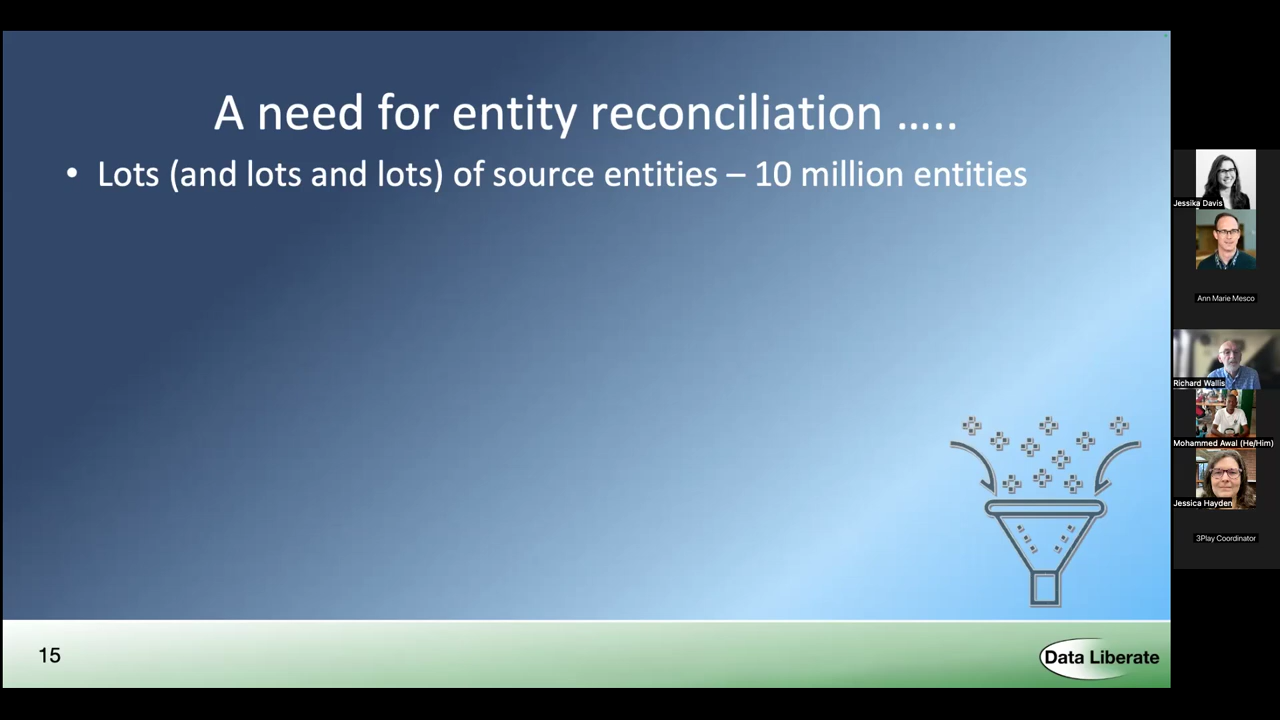 A need for entity reconciliation …..
• Lots (and lots and lots) of source entities – 10 million entities
15
Data Liberate
Jessika Davis
Ann Marie Mesco
Richard Wallis
Mohammed Awal (He/Him)
Jessica Hayden
3Play Coordinator